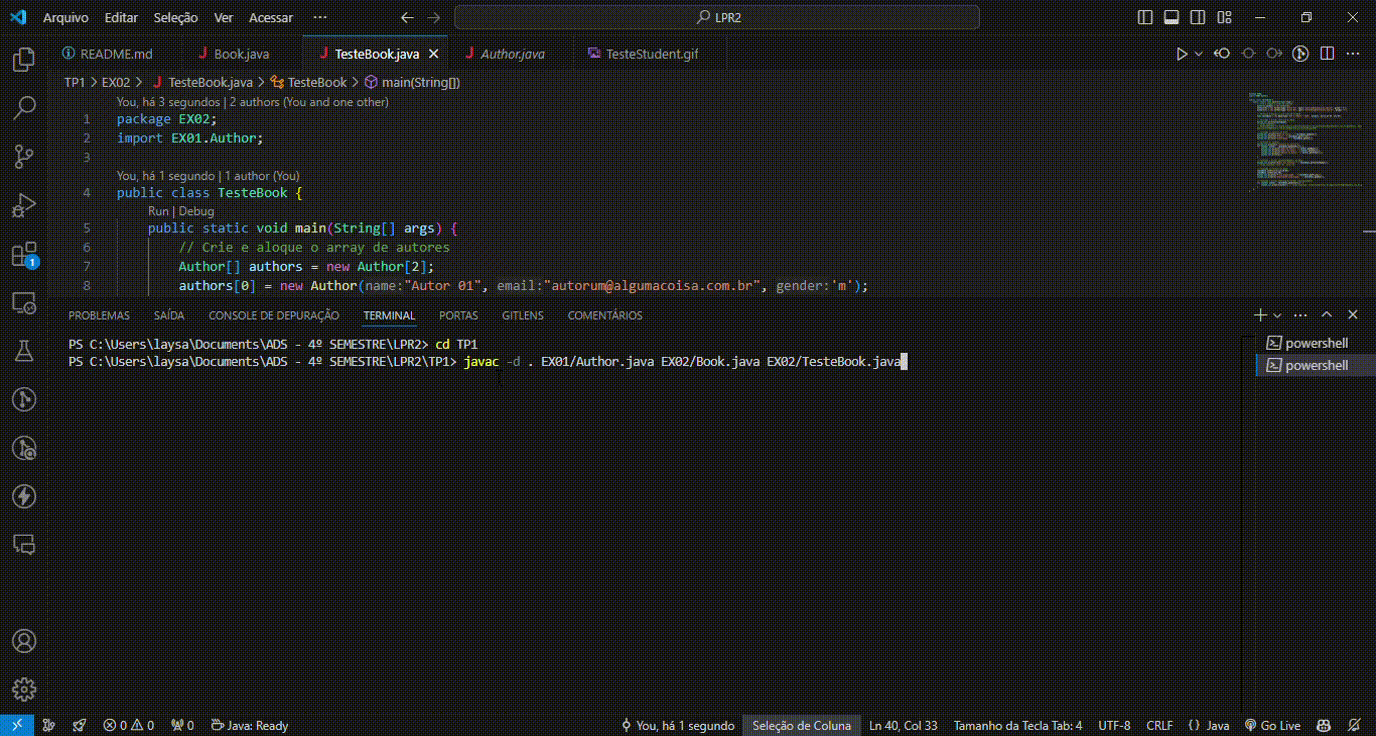 Arquivo Editar Seleção Ver Acessar ··· LPR2
README.md Book.java TesteBook.java Author.java TesteStudent.gif
TP1 > EX02 > TesteBook.java > TesteBook > main(String[])
You, há 3 segundos | 2 authors (You and one other)
1 package EX02;
2 import EX01.Author;
3
You, há 1 segundo | 1 author (You)
4 public class TesteBook {
Run | Debug
5 public static void main(String[] args) {
6 // Crie e aloque o array de autores
7 Author[] authors = new Author[2];
8 authors[0] = new Author(name:"Autor 01", email:"autorum@algumacoisa.com.br", gender:'m');
PROBLEMAS SAÍDA CONSOLE DE DEPURAÇÃO TERMINAL PORTAS GITLENS COMENTÁRIOS
PS C:\Users\laysa\Documents\ADS - 4º SEMESTRE\LPR2> cd TP1
PS C:\Users\laysa\Documents\ADS - 4º SEMESTRE\LPR2\TP1> javac -d . EX01/Author.java EX02/Book.java EX02/TesteBook.java
powershell
powershell
1
0 0 0 Java: Ready You, há 1 segundo Seleção de Coluna Ln 40, Col 33 Tamanho da Tecla Tab: 4 UTF-8 CRLF {} Java Go Live